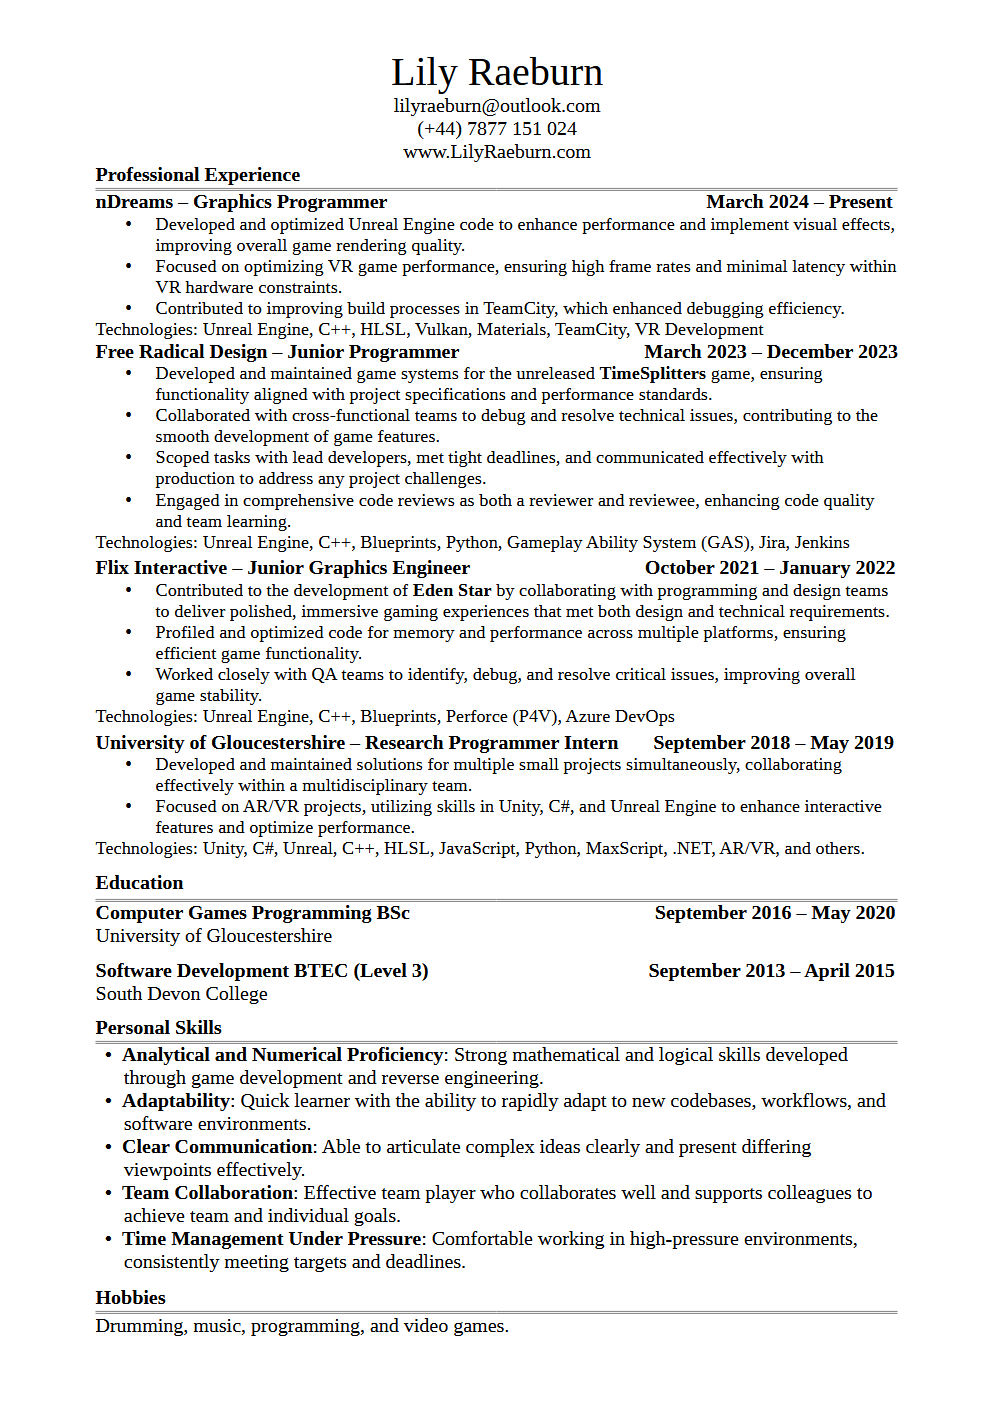 Lily Raeburn
lilyraeburn@outlook.com
(+44) 7877 151 024
www.LilyRaeburn.com
Professional Experience
nDreams – Graphics Programmer March 2024 – Present
• Developed and optimized Unreal Engine code to enhance performance and implement visual effects,
improving overall game rendering quality.
• Focused on optimizing VR game performance, ensuring high frame rates and minimal latency within
VR hardware constraints.
• Contributed to improving build processes in TeamCity, which enhanced debugging efficiency.
Technologies: Unreal Engine, C++, HLSL, Vulkan, Materials, TeamCity, VR Development
Free Radical Design – Junior Programmer March 2023 – December 2023
• Developed and maintained game systems for the unreleased TimeSplitters game, ensuring
functionality aligned with project specifications and performance standards.
• Collaborated with cross-functional teams to debug and resolve technical issues, contributing to the
smooth development of game features.
• Scoped tasks with lead developers, met tight deadlines, and communicated effectively with
production to address any project challenges.
• Engaged in comprehensive code reviews as both a reviewer and reviewee, enhancing code quality
and team learning.
Technologies: Unreal Engine, C++, Blueprints, Python, Gameplay Ability System (GAS), Jira, Jenkins
Flix Interactive – Junior Graphics Engineer October 2021 – January 2022
• Contributed to the development of Eden Star by collaborating with programming and design teams
to deliver polished, immersive gaming experiences that met both design and technical requirements.
• Profiled and optimized code for memory and performance across multiple platforms, ensuring
efficient game functionality.
• Worked closely with QA teams to identify, debug, and resolve critical issues, improving overall
game stability.
Technologies: Unreal Engine, C++, Blueprints, Perforce (P4V), Azure DevOps
University of Gloucestershire – Research Programmer Intern September 2018 – May 2019
• Developed and maintained solutions for multiple small projects simultaneously, collaborating
effectively within a multidisciplinary team.
• Focused on AR/VR projects, utilizing skills in Unity, C#, and Unreal Engine to enhance interactive
features and optimize performance.
Technologies: Unity, C#, Unreal, C++, HLSL, JavaScript, Python, MaxScript, .NET, AR/VR, and others.
Education
Computer Games Programming BSc September 2016 – May 2020
University of Gloucestershire
Software Development BTEC (Level 3) September 2013 – April 2015
South Devon College
Personal Skills
• Analytical and Numerical Proficiency: Strong mathematical and logical skills developed
through game development and reverse engineering.
• Adaptability: Quick learner with the ability to rapidly adapt to new codebases, workflows, and
software environments.
• Clear Communication: Able to articulate complex ideas clearly and present differing
viewpoints effectively.
• Team Collaboration: Effective team player who collaborates well and supports colleagues to
achieve team and individual goals.
• Time Management Under Pressure: Comfortable working in high-pressure environments,
consistently meeting targets and deadlines.
Hobbies
Drumming, music, programming, and video games.